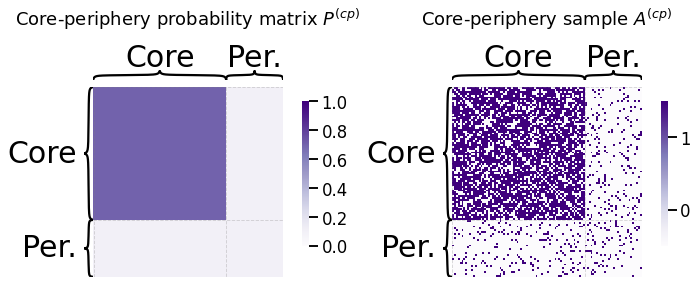 Core-periphery probability matrix P^(cp)
Core Per.
Core
Per.
1.0
0.8
0.6
0.4
0.2
0.0
Core-periphery sample A^(cp)
Core Per.
Core
Per.
1
0